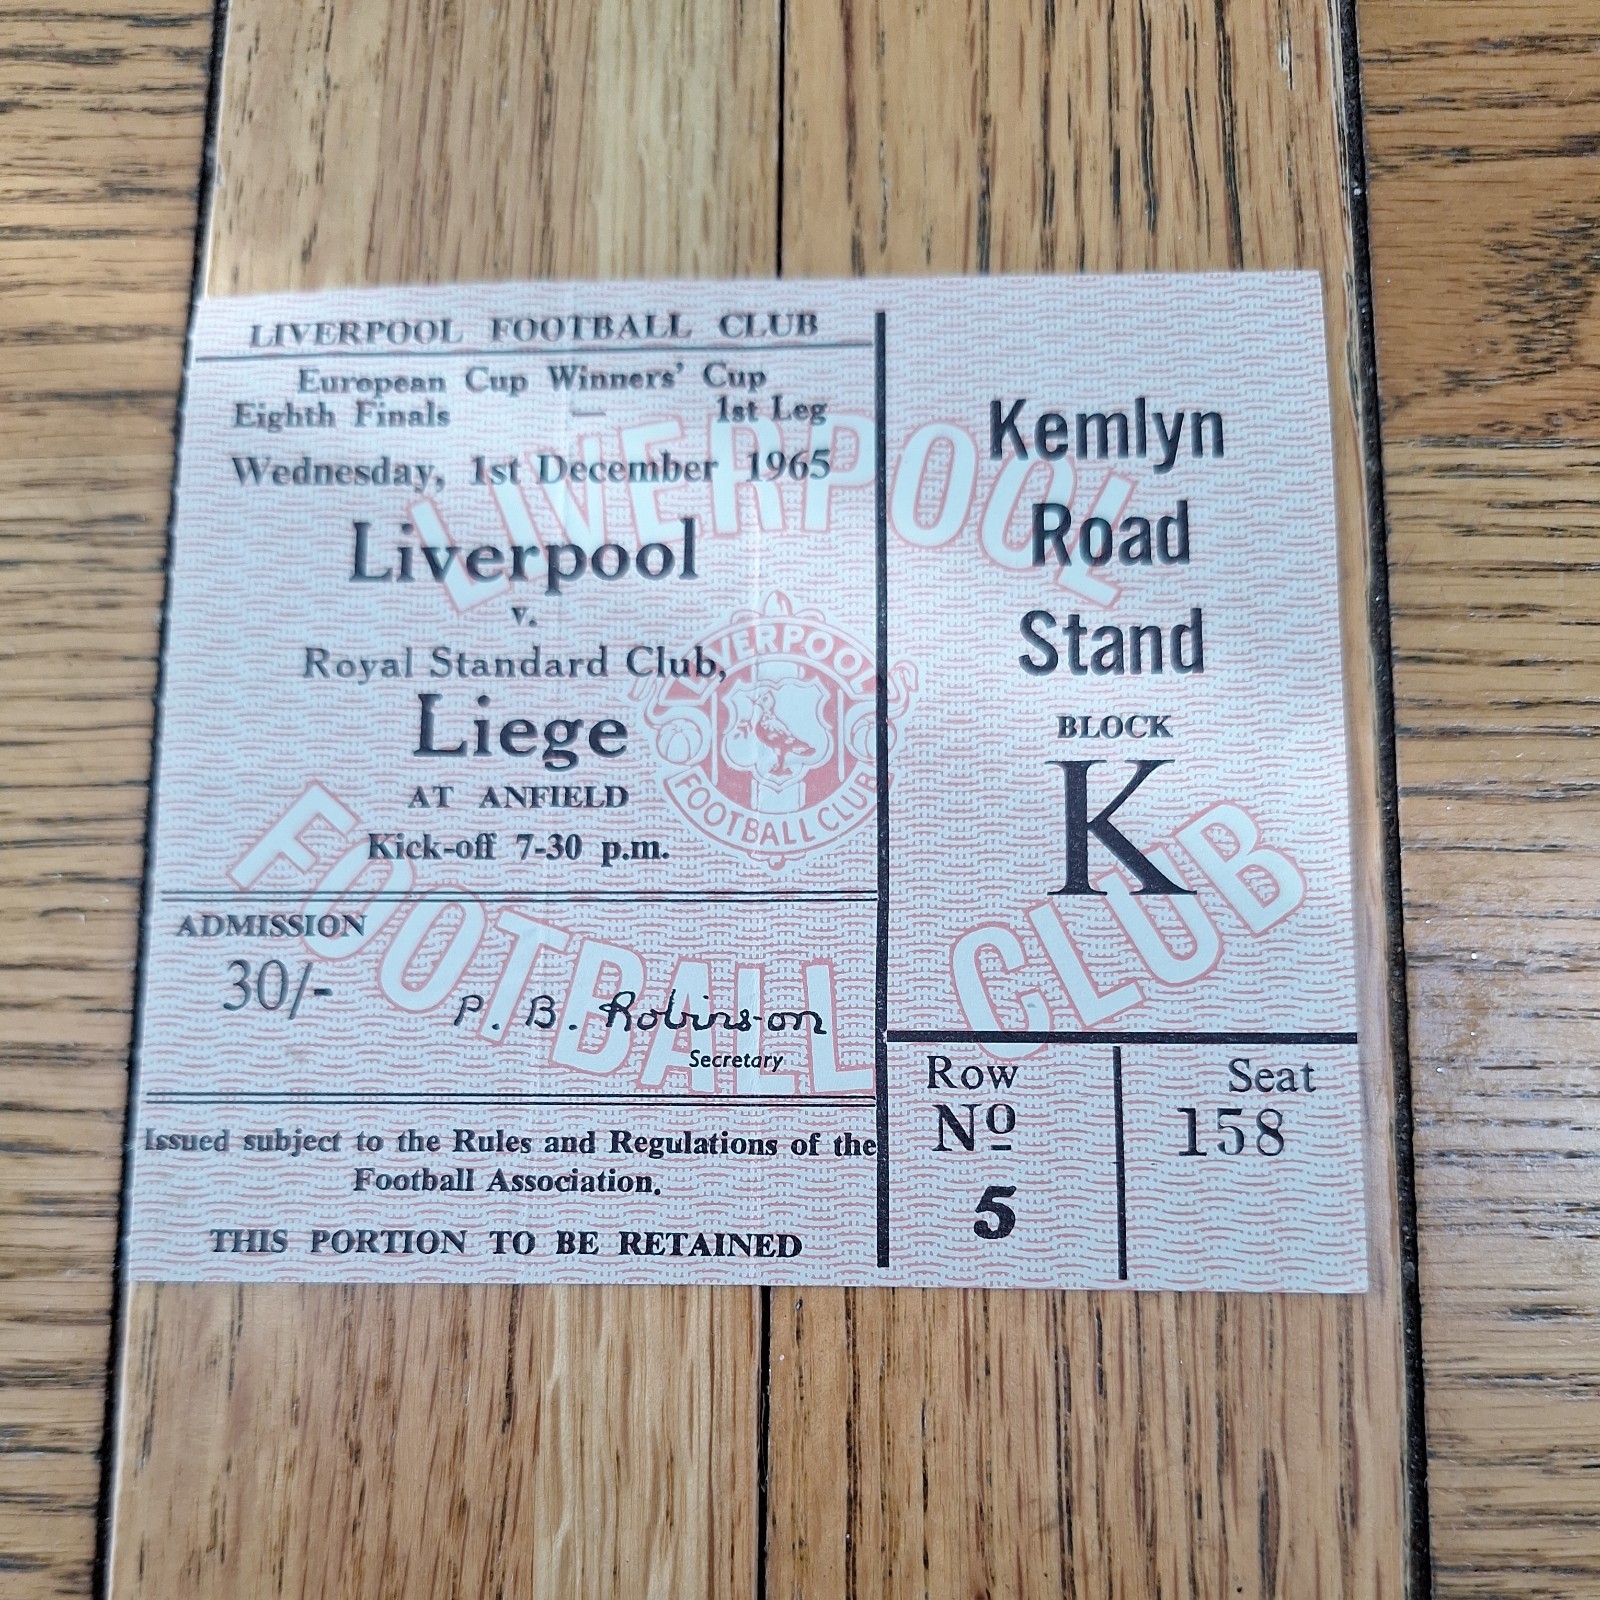 LIVERPOOL FOOTBALL CLUB
European Cup Winners' Cup
Eighth Finals — 1st Leg
Wednesday, 1st December 1965
Liverpool
v.
Royal Standard Club,
Liege
AT ANFIELD
Kick-off 7-30 p.m.
ADMISSION
30/-
P. B. Robinson
Secretary
Issued subject to the Rules and Regulations of the
Football Association.
THIS PORTION TO BE RETAINED
Kemlyn
Road
Stand
BLOCK
K
Row
Nº
5
Seat
158
LIVERPOOL
LIVERPOOL
FOOTBALL CLUB
FOOTBALL CLUB